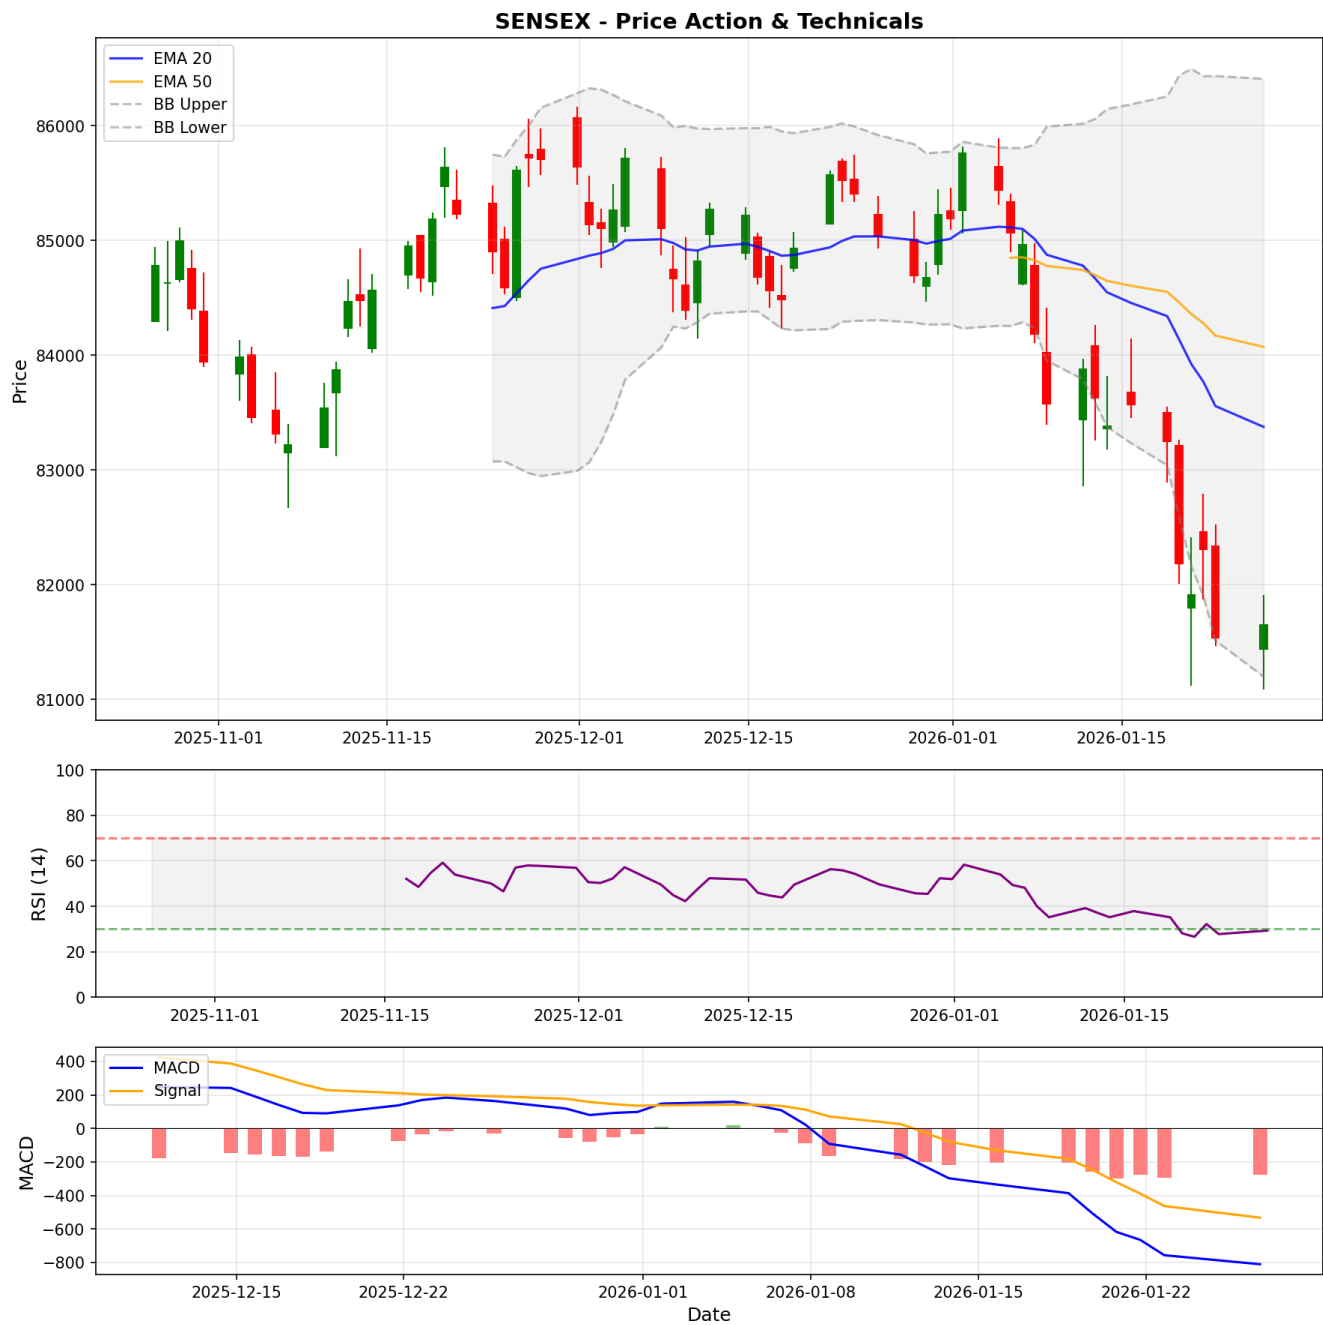 SENSEX - Price Action & Technicals
EMA 20
EMA 50
BB Upper
BB Lower
86000
85000
84000
83000
82000
81000
Price
2025-11-01 2025-11-15 2025-12-01 2025-12-15 2026-01-01 2026-01-15
100
80
60
40
20
0
RSI (14)
2025-11-01 2025-11-15 2025-12-01 2025-12-15 2026-01-01 2026-01-15
MACD
Signal
400
200
0
−200
−400
−600
−800
MACD
2025-12-15 2025-12-22 2026-01-01 2026-01-08 2026-01-15 2026-01-22
Date